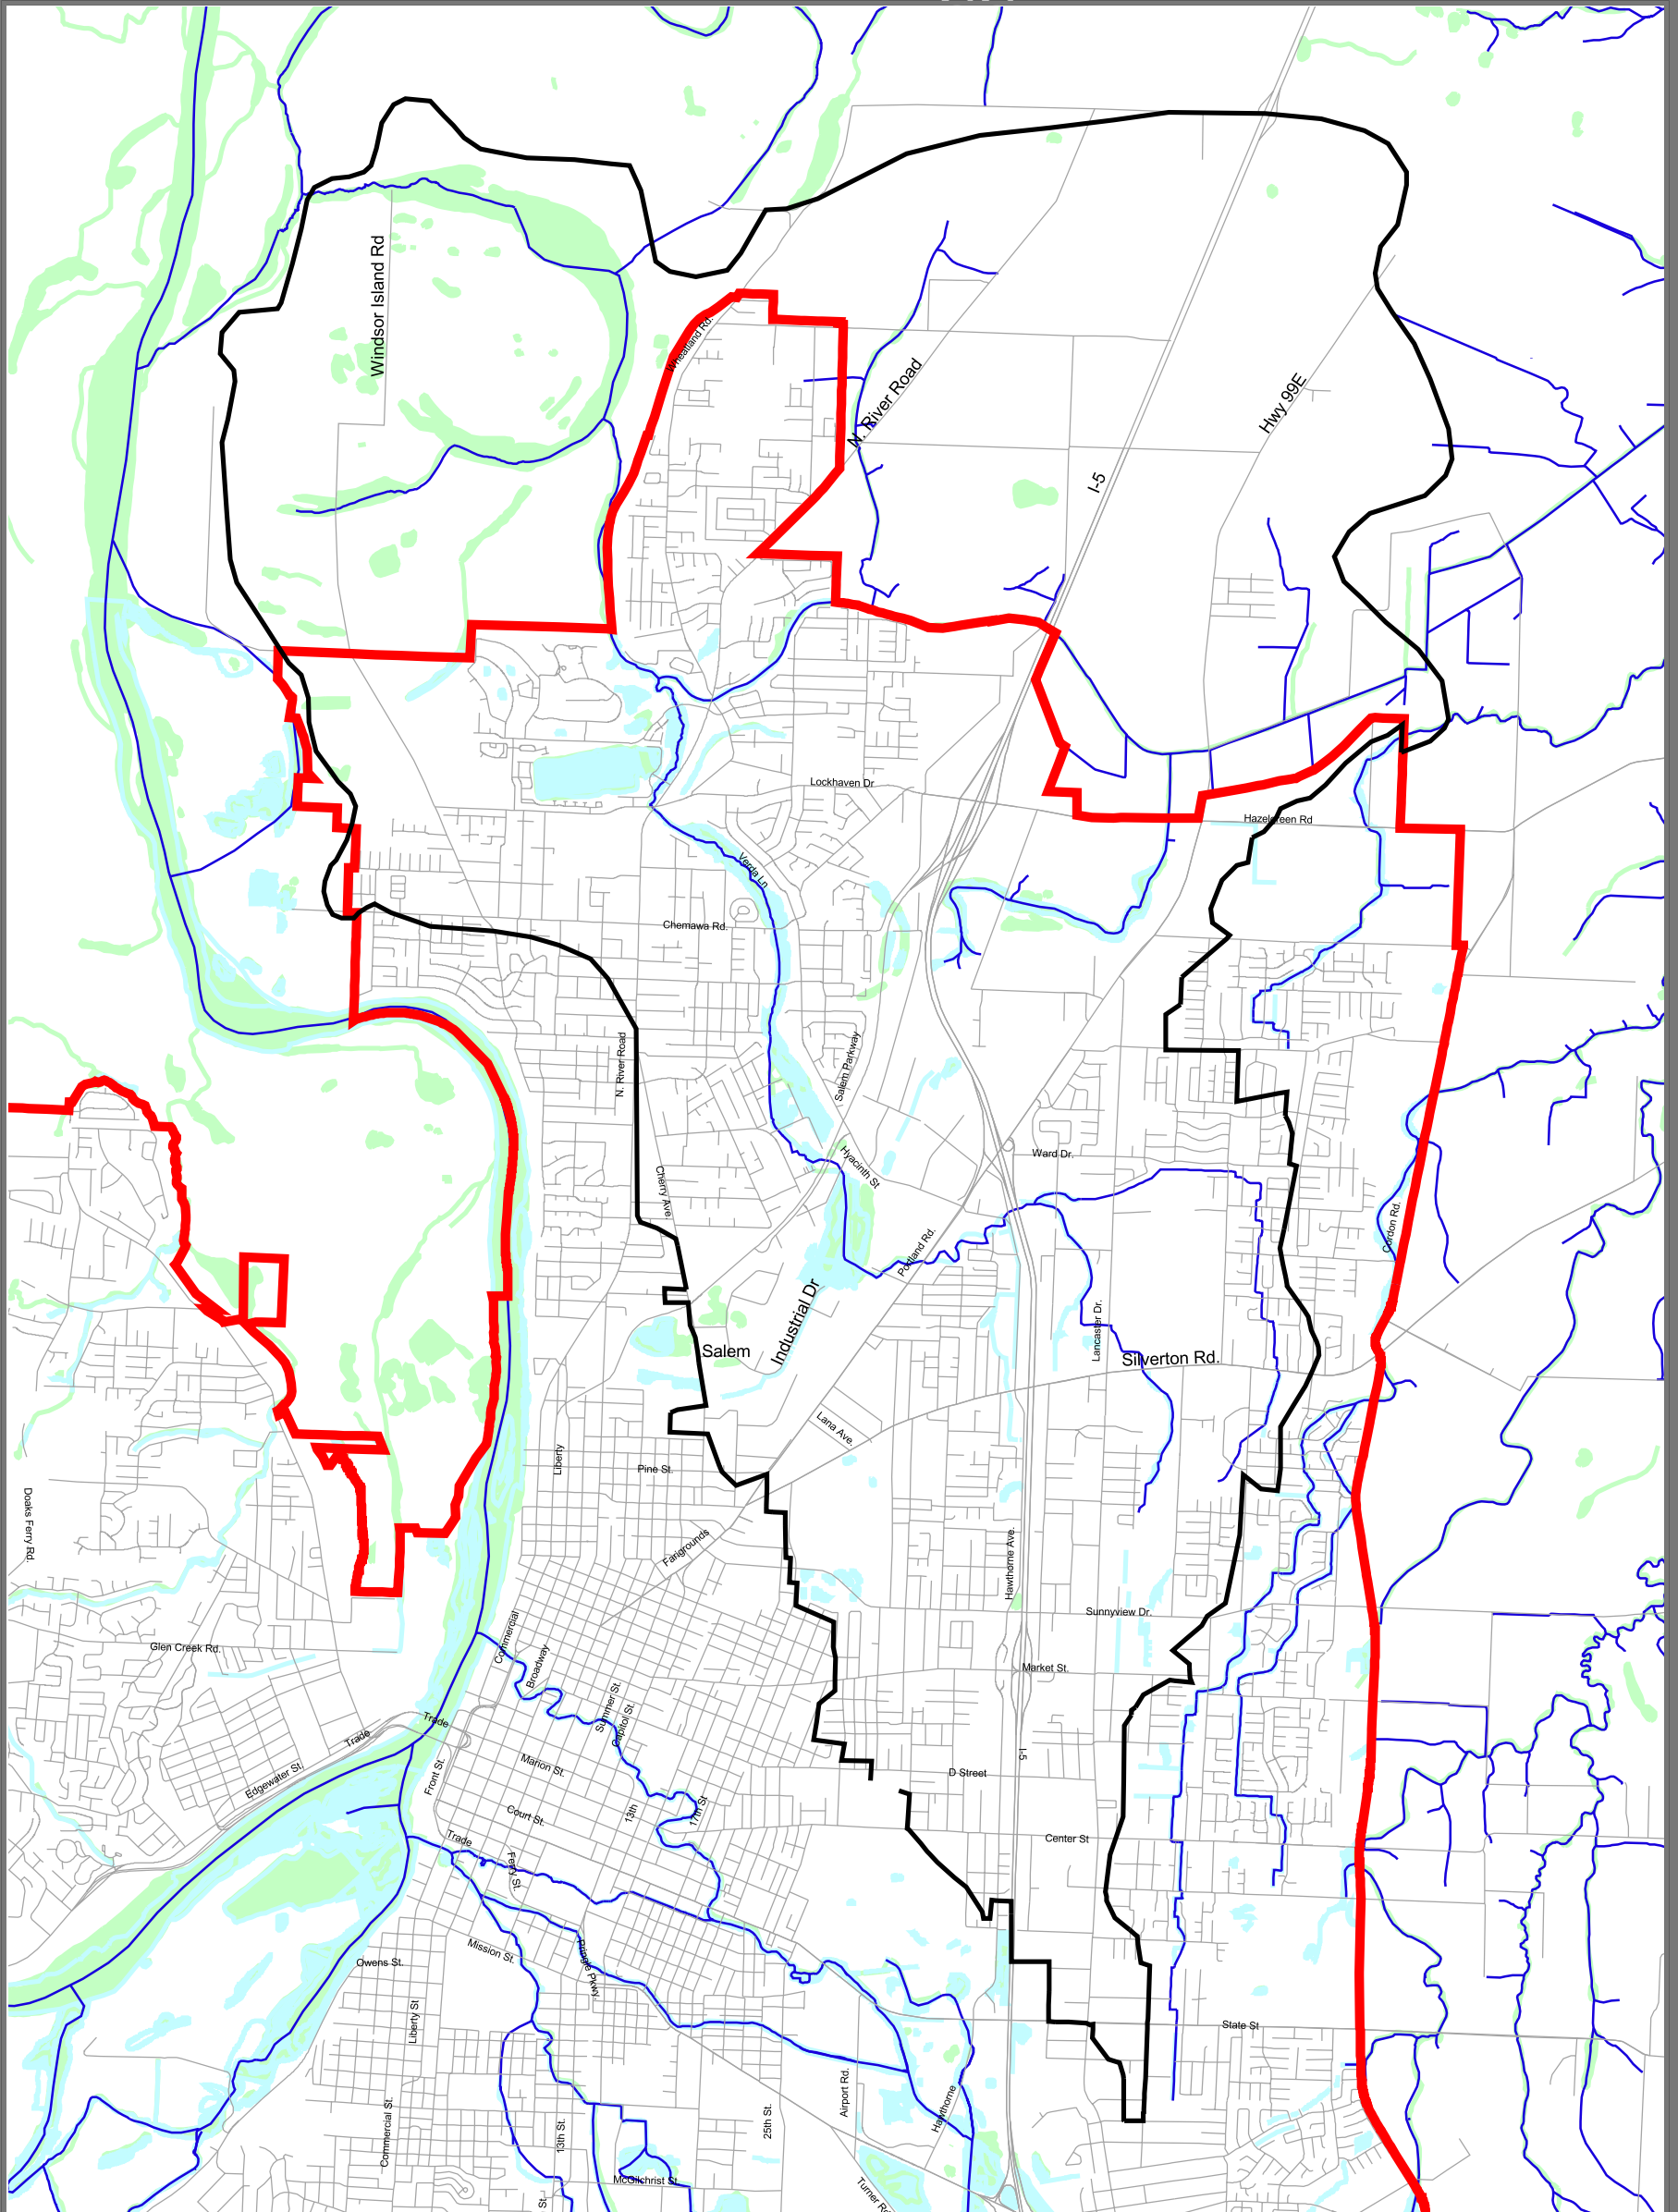 Windsor Island Rd
Wheatland Rd.
N. River Road
Hwy 99E
I-5
Lockhaven Dr
Hazelgreen Rd
Verda Ln
Chemawa Rd.
N. River Road
Salem Parkway
Hyacinth St
Ward Dr.
Cherry Ave.
Cordon Rd.
Portland Rd.
Industrial Dr
Salem
Lancaster Dr.
Silverton Rd.
Lana Ave.
Liberty
Pine St.
Doaks Ferry Rd.
Farigrounds
Hawthorne Ave.
Sunnyview Dr.
Glen Creek Rd.
Commercial
Broadway
Market St.
Summer St.
Capitol St.
Trade
Trade
I-5
Marion St.
Front St.
Edgewater St.
D Street
Court St.
13th
17th St
Trade
Center St
Ferry St.
Mission St.
Pringle Pkwy
Owens St.
Liberty St
State St
Airport Rd.
Hawthorne
Commercial St.
13th St.
25th St.
McGilchrist St.
St.
Turner Rd